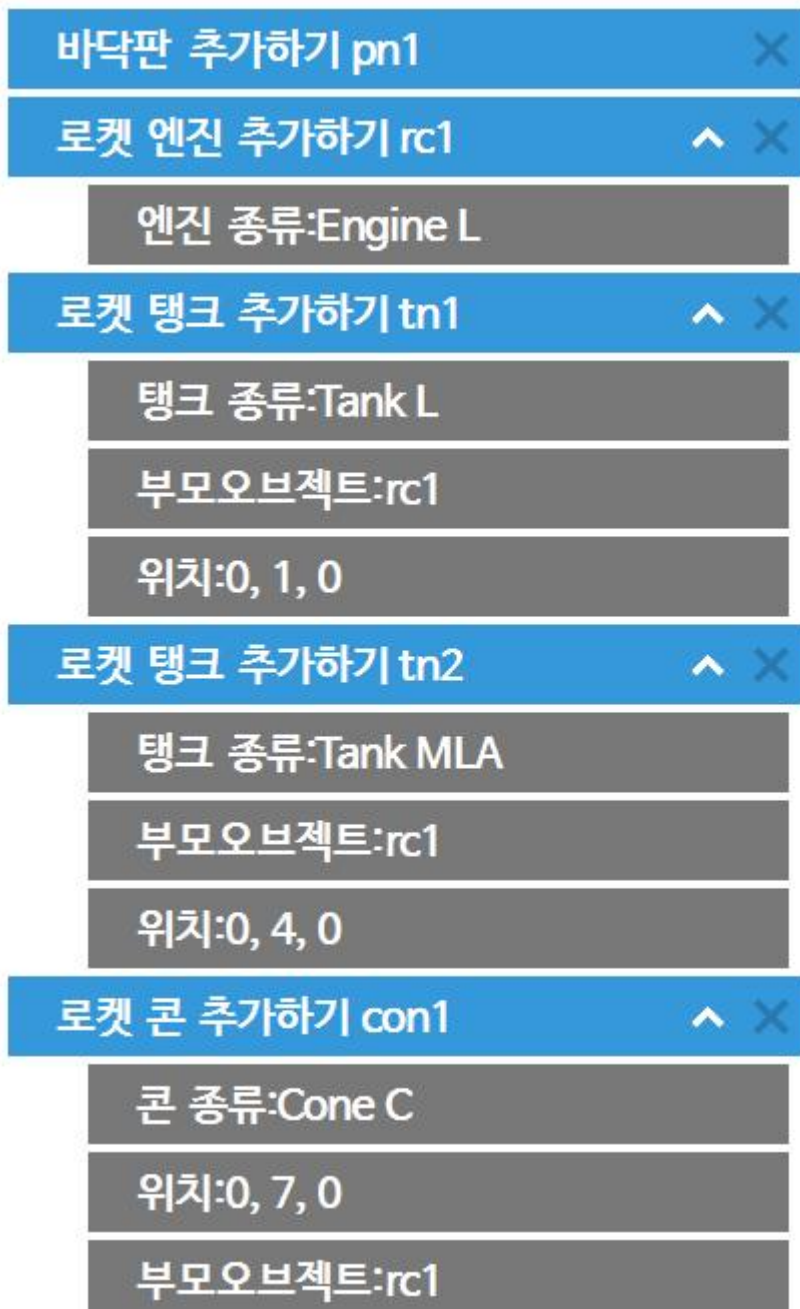 바닥판 추가하기 pn1
로켓 엔진 추가하기 rc1
엔진 종류:Engine L
로켓 탱크 추가하기 tn1
탱크 종류:Tank L
부모오브젝트:rc1
위치:0, 1, 0
로켓 탱크 추가하기 tn2
탱크 종류:Tank MLA
부모오브젝트:rc1
위치:0, 4, 0
로켓 콘 추가하기 con1
콘 종류:Cone C
위치:0, 7, 0
부모오브젝트:rc1